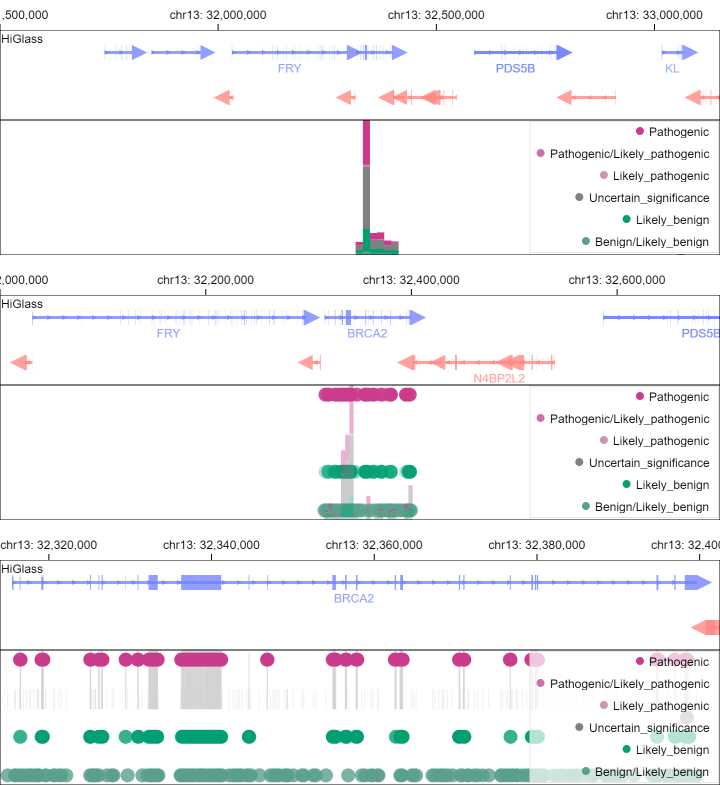 ,500,000 chr13: 32,000,000 chr13: 32,500,000 chr13: 33,000,000
HiGlass
FRY PDS5B KL
Pathogenic
Pathogenic/Likely_pathogenic
Likely_pathogenic
Uncertain_significance
Likely_benign
Benign/Likely_benign
2,000,000 chr13: 32,200,000 chr13: 32,400,000 chr13: 32,600,000
HiGlass
FRY BRCA2 PDS5B
N4BP2L2
Pathogenic
Pathogenic/Likely_pathogenic
Likely_pathogenic
Uncertain_significance
Likely_benign
Benign/Likely_benign
chr13: 32,320,000 chr13: 32,340,000 chr13: 32,360,000 chr13: 32,380,000 chr13: 32,400
HiGlass
BRCA2
Pathogenic
Pathogenic/Likely_pathogenic
Likely_pathogenic
Uncertain_significance
Likely_benign
Benign/Likely_benign